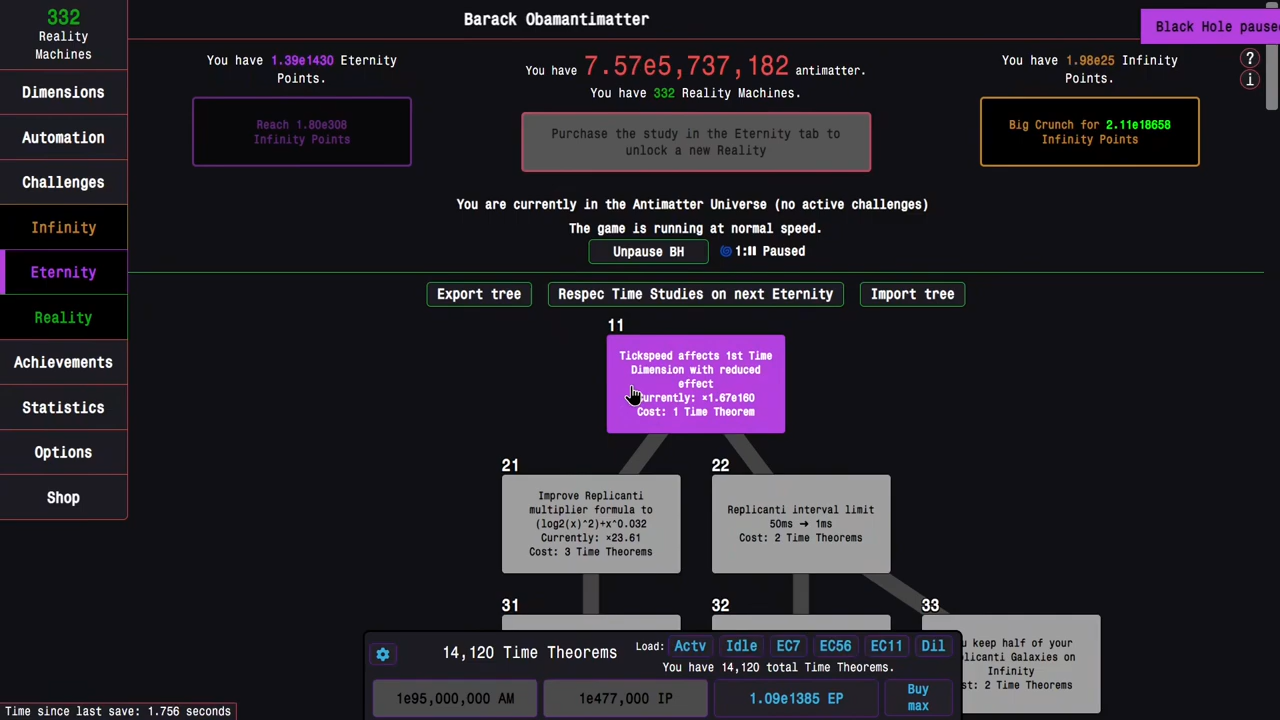 332
Reality
Machines
Barack Obamantimatter
Black Hole pause
You have 1.39e1430 Eternity
Points.
You have 7.57e5,737,182 antimatter.
You have 332 Reality Machines.
You have 1.98e25 Infinity
Points.
?
i
Reach 1.80e308
Infinity Points
Purchase the study in the Eternity tab to
unlock a new Reality
Big Crunch for 2.11e18658
Infinity Points
Dimensions
Automation
Challenges
Infinity
Eternity
Reality
Achievements
Statistics
Options
Shop
You are currently in the Antimatter Universe (no active challenges)
The game is running at normal speed.
Unpause BH
1: Paused
Export tree
Respec Time Studies on next Eternity
Import tree
11
Tickspeed affects 1st Time
Dimension with reduced
effect
Currently: ×1.67e160
Cost: 1 Time Theorem
21
Improve Replicanti
multiplier formula to
(log2(x)^2)+x^0.032
Currently: ×23.61
Cost: 3 Time Theorems
22
Replicanti interval limit
50ms → 1ms
Cost: 2 Time Theorems
31
32
33
keep half of your
Replicanti Galaxies on
Infinity
Cost: 2 Time Theorems
14,120 Time Theorems
Load: Actv Idle EC7 EC56 EC11 Dil
You have 14,120 total Time Theorems.
1e95,000,000 AM
1e477,000 IP
1.09e1385 EP
Buy
max
Time since last save: 1.756 seconds